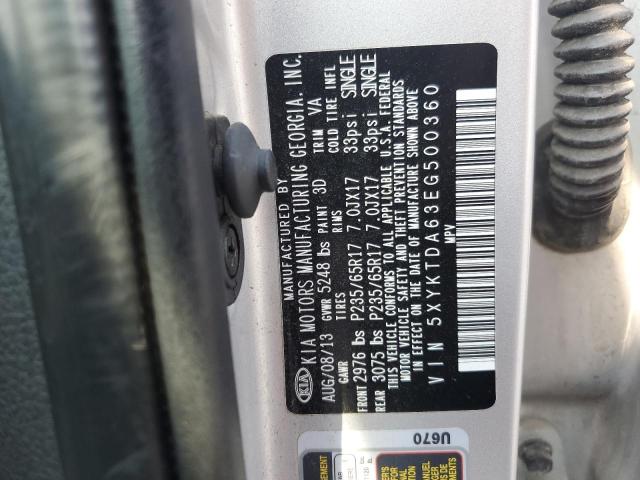 MANUFACTURED BY
KIA KIA MOTORS MANUFACTURING GEORGIA. INC.
AUG/08/13 GVWR 5248 lbs PAINT 3D TRIM VA
GAWR TIRES RIMS COLD TIRE INFL
FRONT 2976 lbs P235/65R17 7.0JX17 33psi SINGLE
REAR 3075 lbs P235/65R17 7.0JX17 33psi SINGLE
THIS VEHICLE CONFORMS TO ALL APPLICABLE U.S.A. FEDERAL
MOTOR VEHICLE SAFETY AND THEFT PREVENTION STANDARDS
IN EFFECT ON THE DATE OF MANUFACTURE SHOWN ABOVE
VIN 5XYKTDA63EG500360
MPV
U670